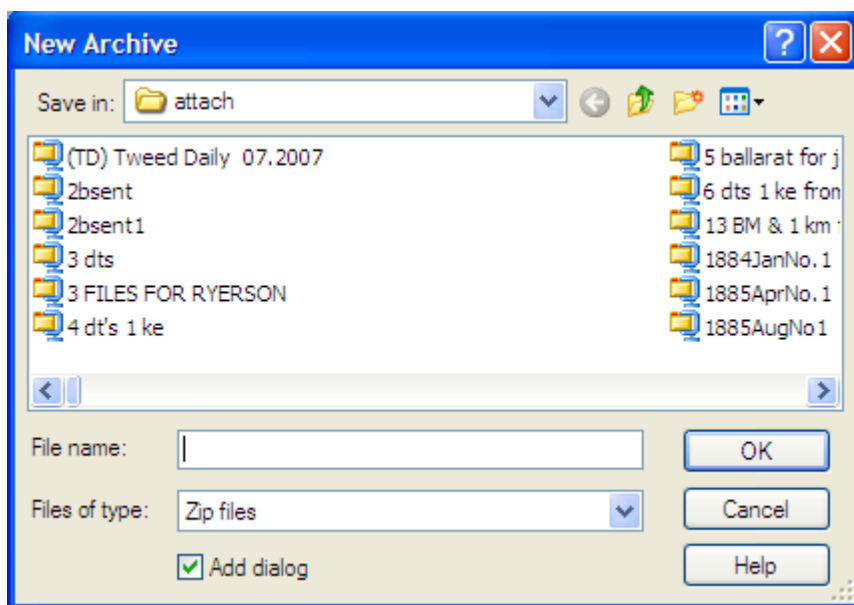 New Archive
Save in: attach
(TD) Tweed Daily 07.2007
2bsent
2bsent1
3 dts
3 FILES FOR RYERSON
4 dt's 1 ke
5 ballarat for j
6 dts 1 ke from
13 BM & 1 km
1884JanNo.1
1885AprNo.1
1885AugNo1
File name: OK
Files of type: Zip files Cancel
Add dialog Help